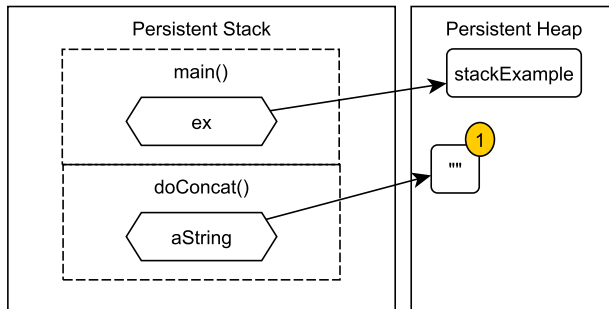 Persistent Stack
main()
ex
doConcat()
aString
Persistent Heap
stackExample
1
""